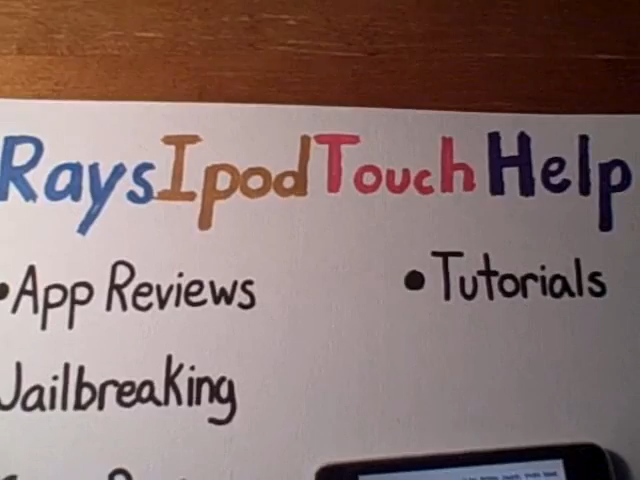 RaysIpodTouchHelp
•App Reviews
•Tutorials
Jailbreaking